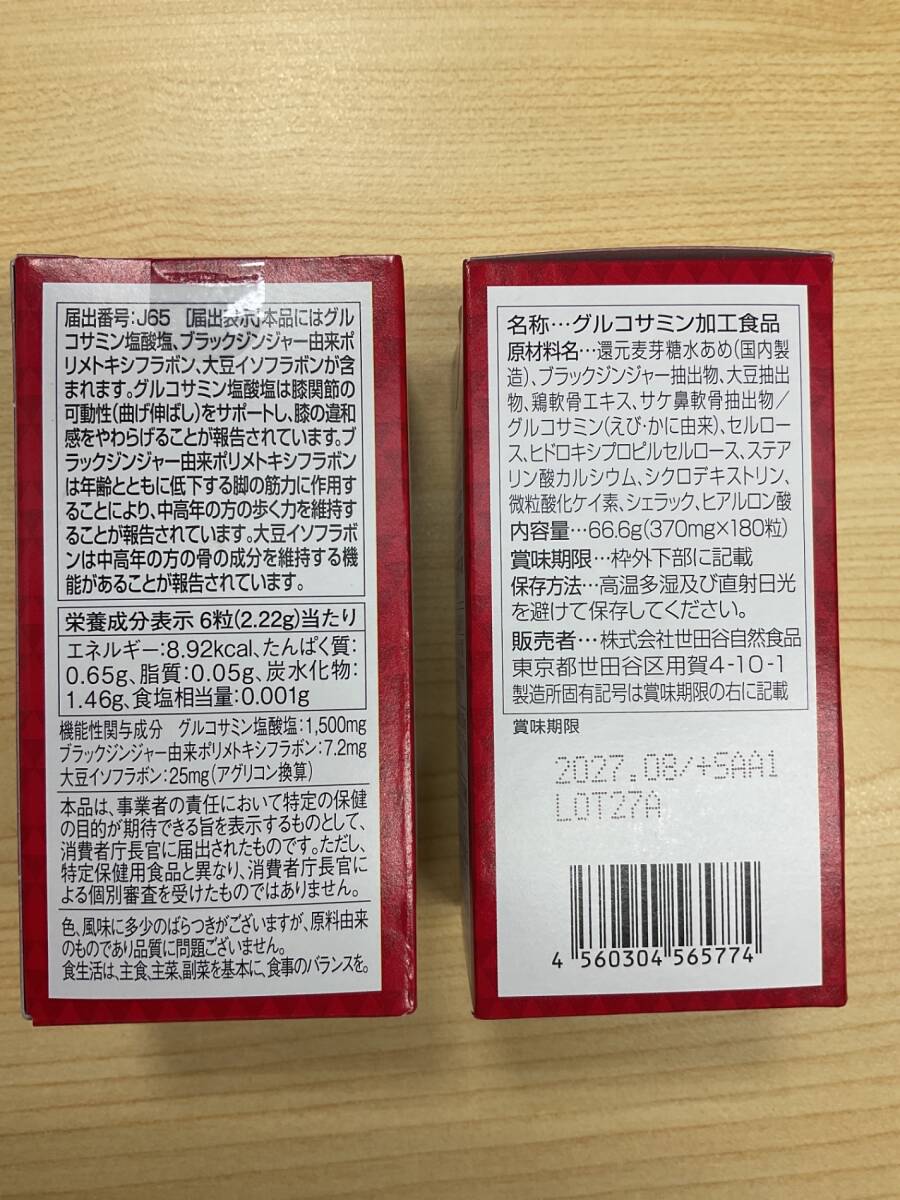 届出番号:J65 [届出表示]本品にはグル
コサミン塩酸塩、ブラックジンジャー由来ポ
リメトキシフラボン、大豆イソフラボンが含
まれます。グルコサミン塩酸塩は膝関節の
可動性(曲げ伸ばし)をサポートし、膝の違和
感をやわらげることが報告されています。ブ
ラックジンジャー由来ポリメトキシフラボン
は年齢とともに低下する脚の筋力に作用す
ることにより、中高年の方の歩く力を維持す
ることが報告されています。大豆イソフラボ
ンは中高年の方の骨の成分を維持する機
能があることが報告されています。
栄養成分表示 6粒(2.22g)当たり
エネルギー:8.92kcal、たんぱく質:
0.65g、脂質:0.05g、炭水化物:
1.46g、食塩相当量:0.001g
機能性関与成分 グルコサミン塩酸塩:1,500mg
ブラックジンジャー由来ポリメトキシフラボン:7.2mg
大豆イソフラボン:25mg(アグリコン換算)
本品は、事業者の責任において特定の保健
の目的が期待できる旨を表示するものとして、
消費者庁長官に届出されたものです。ただし、
特定保健用食品と異なり、消費者庁長官に
よる個別審査を受けたものではありません。
色、風味に多少のばらつきがございますが、原料由来
のものであり品質に問題ございません。
食生活は、主食、主菜、副菜を基本に、食事のバランスを。
名称…グルコサミン加工食品
原材料名…還元麦芽糖水あめ(国内製
造)、ブラックジンジャー抽出物、大豆抽出
物、鶏軟骨エキス、サケ鼻軟骨抽出物/
グルコサミン(えび・かに由来)、セルロー
ス、ヒドロキシプロピルセルロース、ステア
リン酸カルシウム、シクロデキストリン、
微粒酸化ケイ素、シェラック、ヒアルロン酸
内容量…66.6g(370mg×180粒)
賞味期限…枠外下部に記載
保存方法…高温多湿及び直射日光
を避けて保存してください。
販売者…株式会社世田谷自然食品
東京都世田谷区用賀4-10-1
製造所固有記号は賞味期限の右に記載
賞味期限
2027.08/+5AA1
LOT27A
4 560304 565774